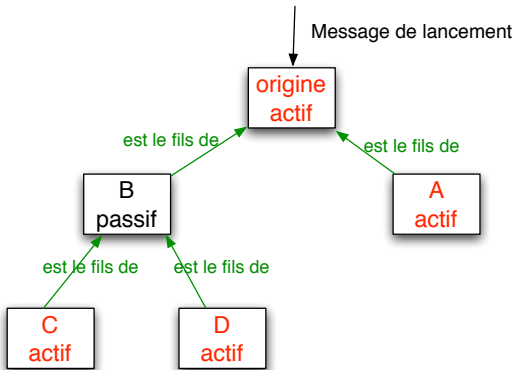 Message de lancement
origine
actif
est le fils de
est le fils de
B
passif
A
actif
est le fils de
est le fils de
C
actif
D
actif